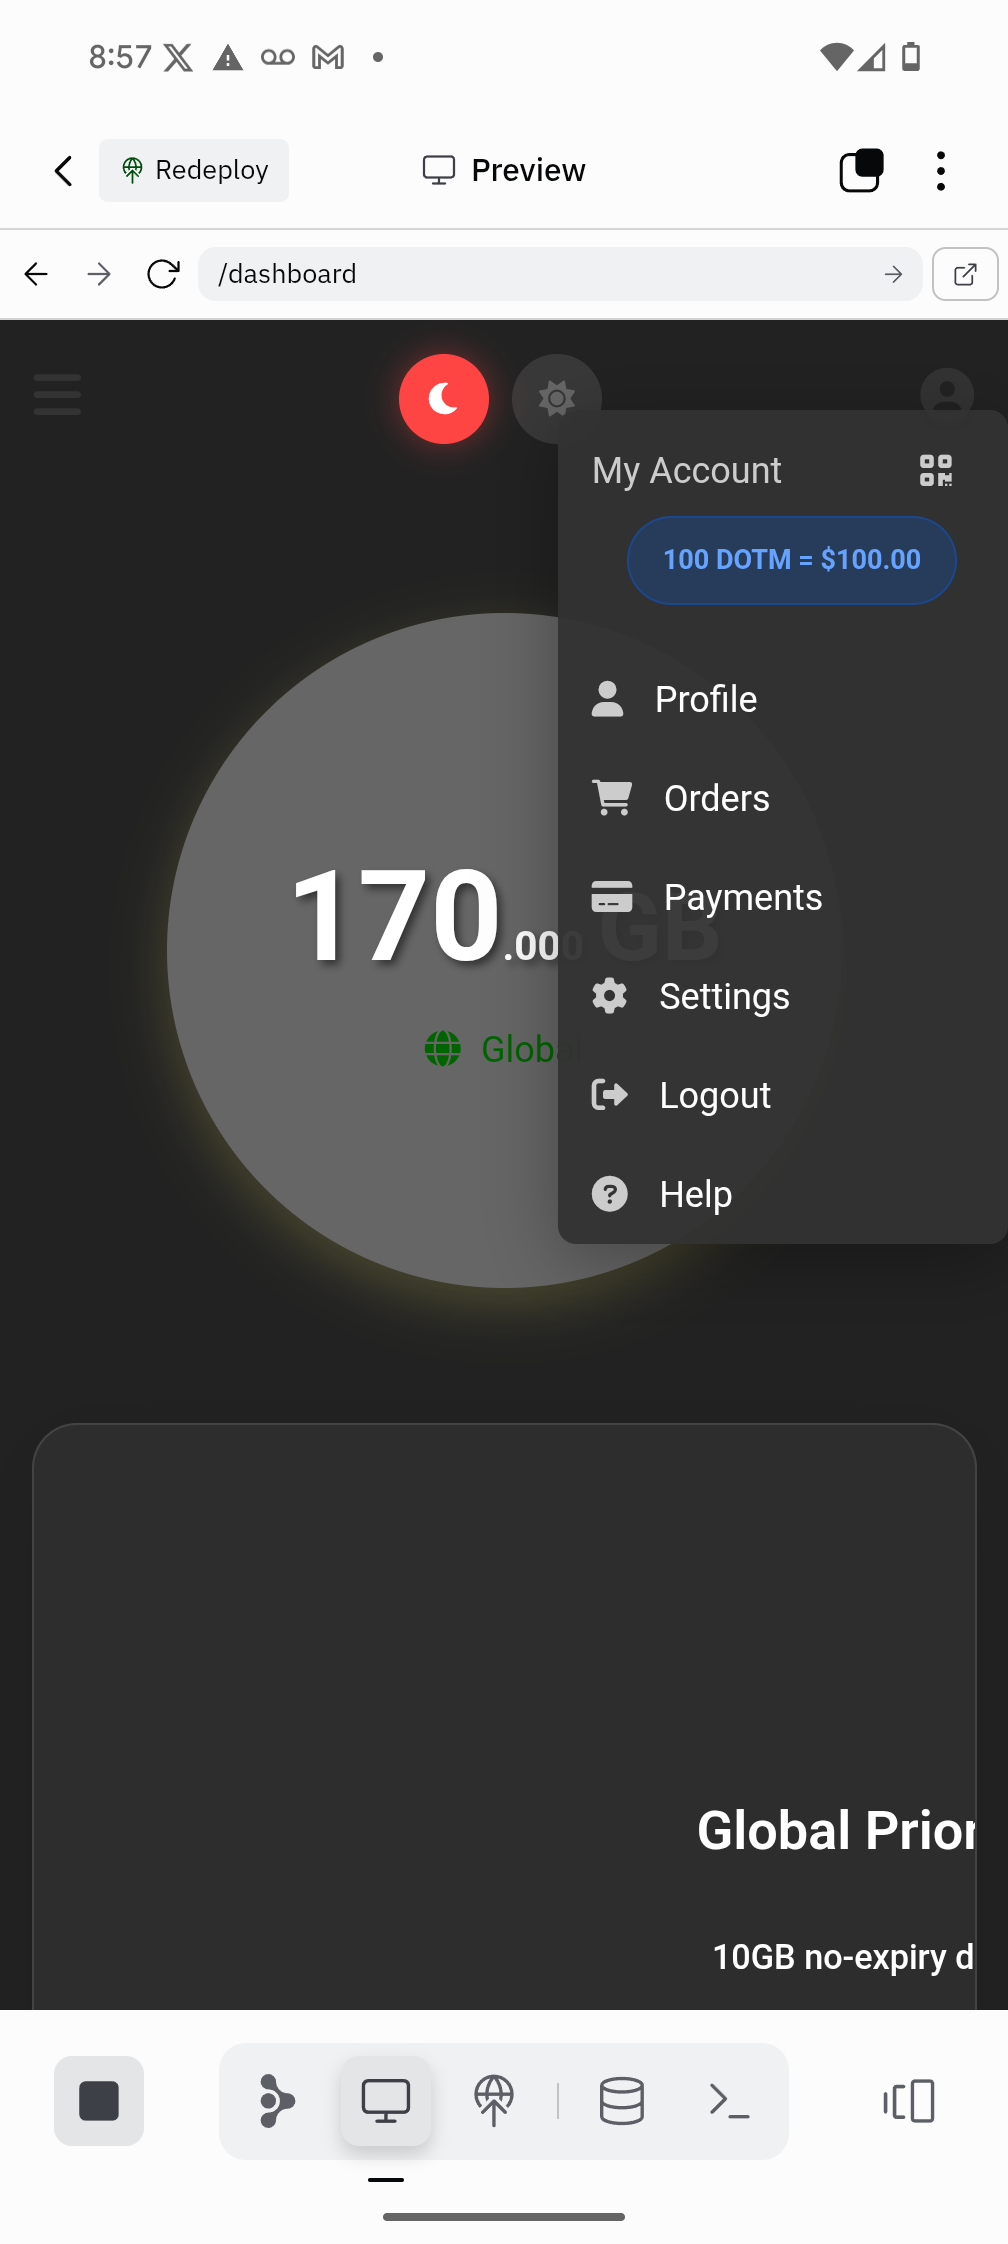 8:57
Redeploy
Preview
/dashboard
My Account
100 DOTM = $100.00
Profile
Orders
Payments
170.000 GB
Settings
Global
Logout
Help
Global Prior
10GB no-expiry d